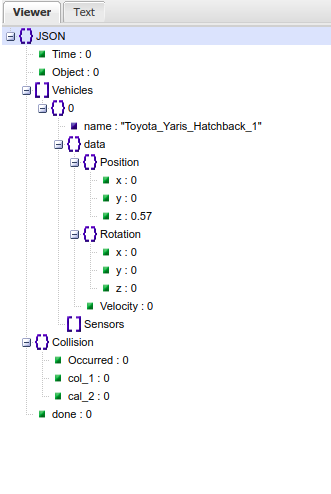 Viewer Text
JSON
Time : 0
Object : 0
Vehicles
0
name : "Toyota_Yaris_Hatchback_1"
data
Position
x : 0
y : 0
z : 0.57
Rotation
x : 0
y : 0
z : 0
Velocity : 0
Sensors
Collision
Occurred : 0
col_1 : 0
cal_2 : 0
done : 0